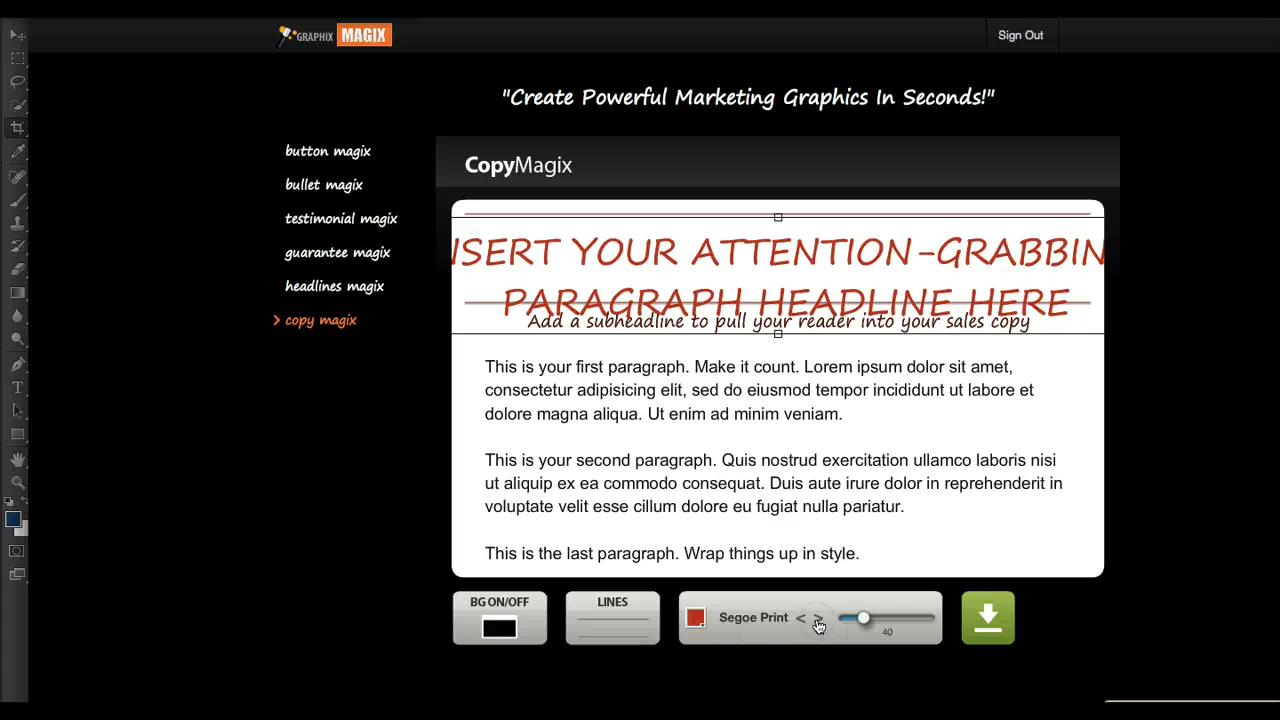 GRAPHIX MAGIX
Sign Out
"Create Powerful Marketing Graphics In Seconds!"
button magix
bullet magix
testimonial magix
guarantee magix
headlines magix
> copy magix
CopyMagix
NSERT YOUR ATTENTION-GRABBIN
PARAGRAPH HEADLINE HERE
Add a subheadline to pull your reader into your sales copy
This is your first paragraph. Make it count. Lorem ipsum dolor sit amet,
consectetur adipisicing elit, sed do eiusmod tempor incididunt ut labore et
dolore magna aliqua. Ut enim ad minim veniam.
This is your second paragraph. Quis nostrud exercitation ullamco laboris nisi
ut aliquip ex ea commodo consequat. Duis aute irure dolor in reprehenderit in
voluptate velit esse cillum dolore eu fugiat nulla pariatur.
This is the last paragraph. Wrap things up in style.
BG ON/OFF
LINES
Segoe Print < >
40